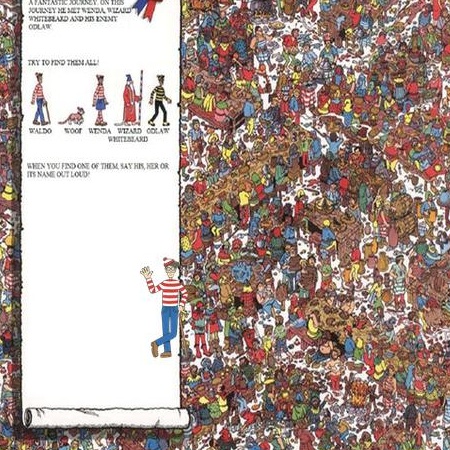 A FANTASTIC JOURNEY. ON THIS
JOURNEY HE MET WENDA, WIZARD
WHITEBEARD AND HIS ENEMY
ODLAW.
TRY TO FIND THEM ALL!
WALDO WOOF WENDA WIZARD WHITEBEARD ODLAW
WHEN YOU FIND ONE OF THEM, SAY HIS, HER OR
ITS NAME OUT LOUD!